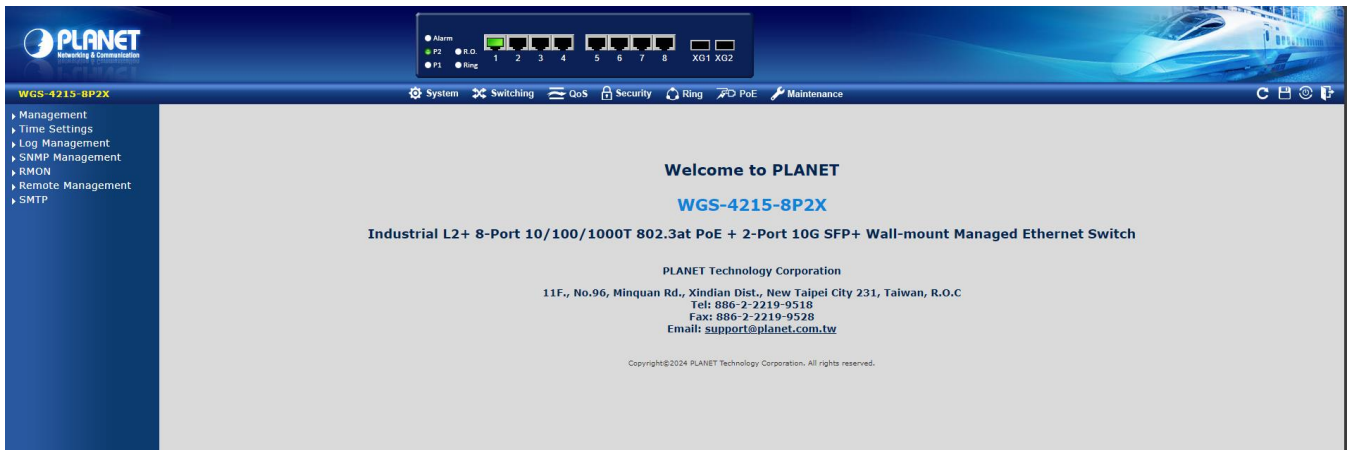 PLANET
Networking & Communication
Alarm
P2 R.O.
P1 Ring
1 2 3 4 5 6 7 8 XG1 XG2
WGS-4215-8P2X
System Switching QoS Security Ring PoE Maintenance
Management
Time Settings
Log Management
SNMP Management
RMON
Remote Management
SMTP
Welcome to PLANET
WGS-4215-8P2X
Industrial L2+ 8-Port 10/100/1000T 802.3at PoE + 2-Port 10G SFP+ Wall-mount Managed Ethernet Switch
PLANET Technology Corporation
11F., No.96, Minquan Rd., Xindian Dist., New Taipei City 231, Taiwan, R.O.C
Tel: 886-2-2219-9518
Fax: 886-2-2219-9528
Email: support@planet.com.tw
Copyright©2024 PLANET Technology Corporation. All rights reserved.